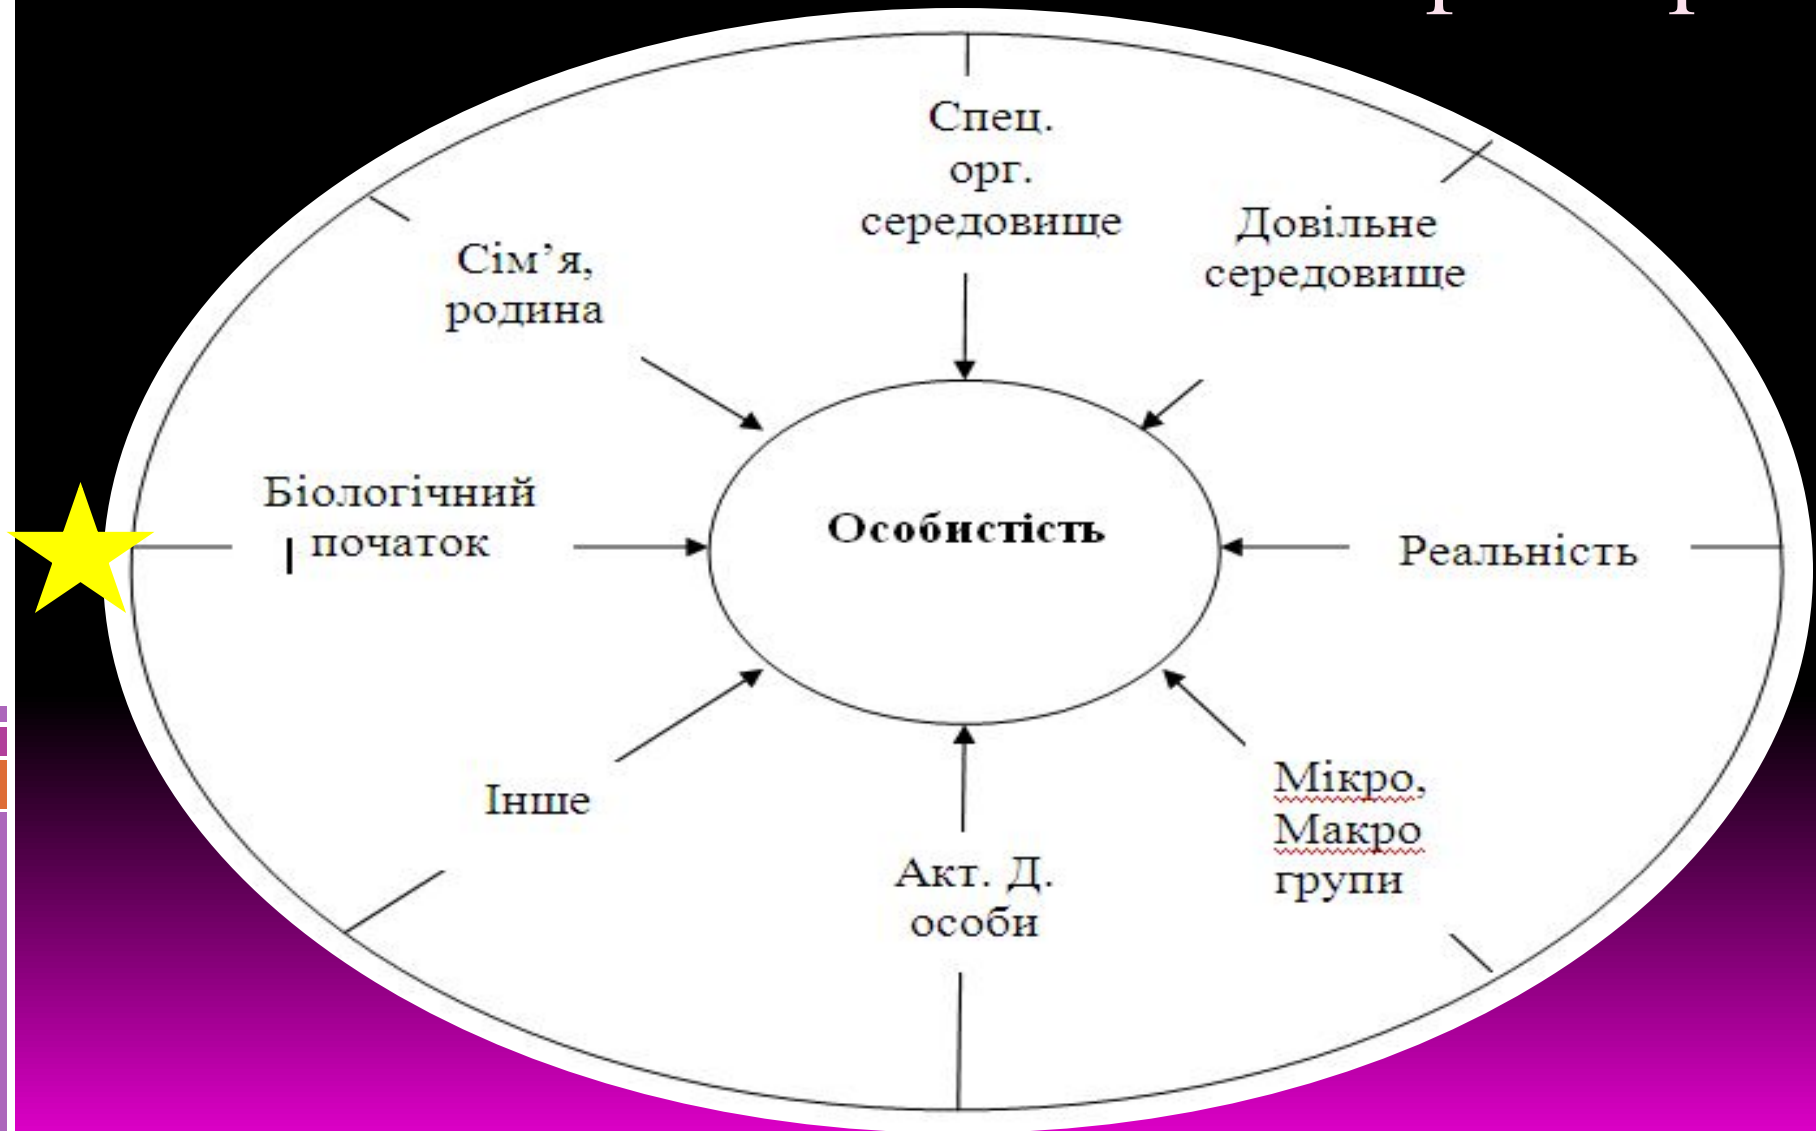 Спец.
орг.
середовище
Довільне
середовище
Сім’я,
родина
Біологічний
початок
Особистість
Реальність
Інше
Мікро,
Макро
групи
Акт. Д.
особи